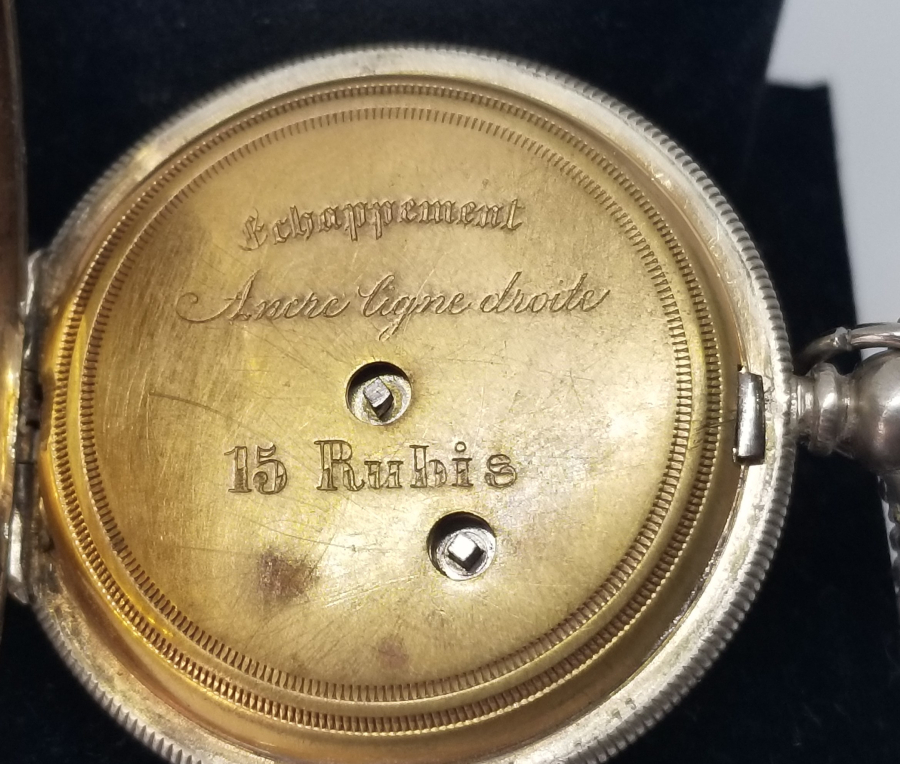 Echappement
Ancre ligne droite
15 Rubis